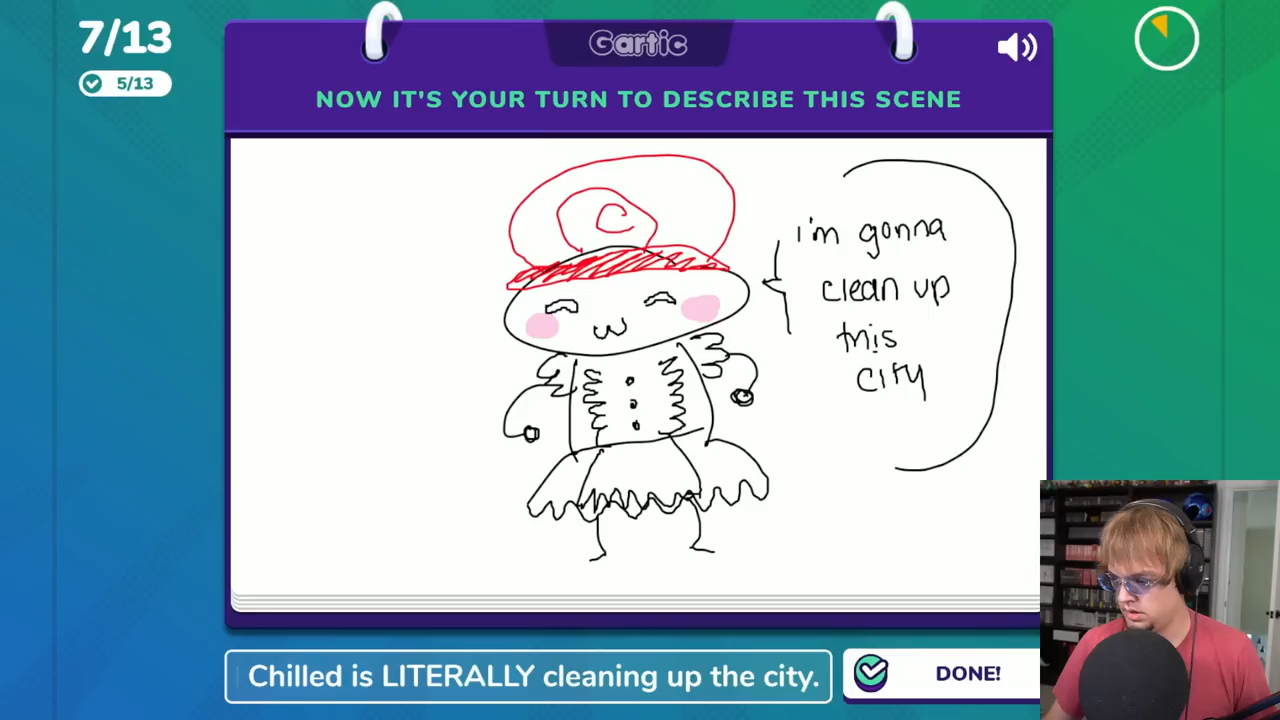 7/13
5/13
Gartic
NOW IT'S YOUR TURN TO DESCRIBE THIS SCENE
i'm gonna
clean up
this
city
Chilled is LITERALLY cleaning up the city.
DONE!